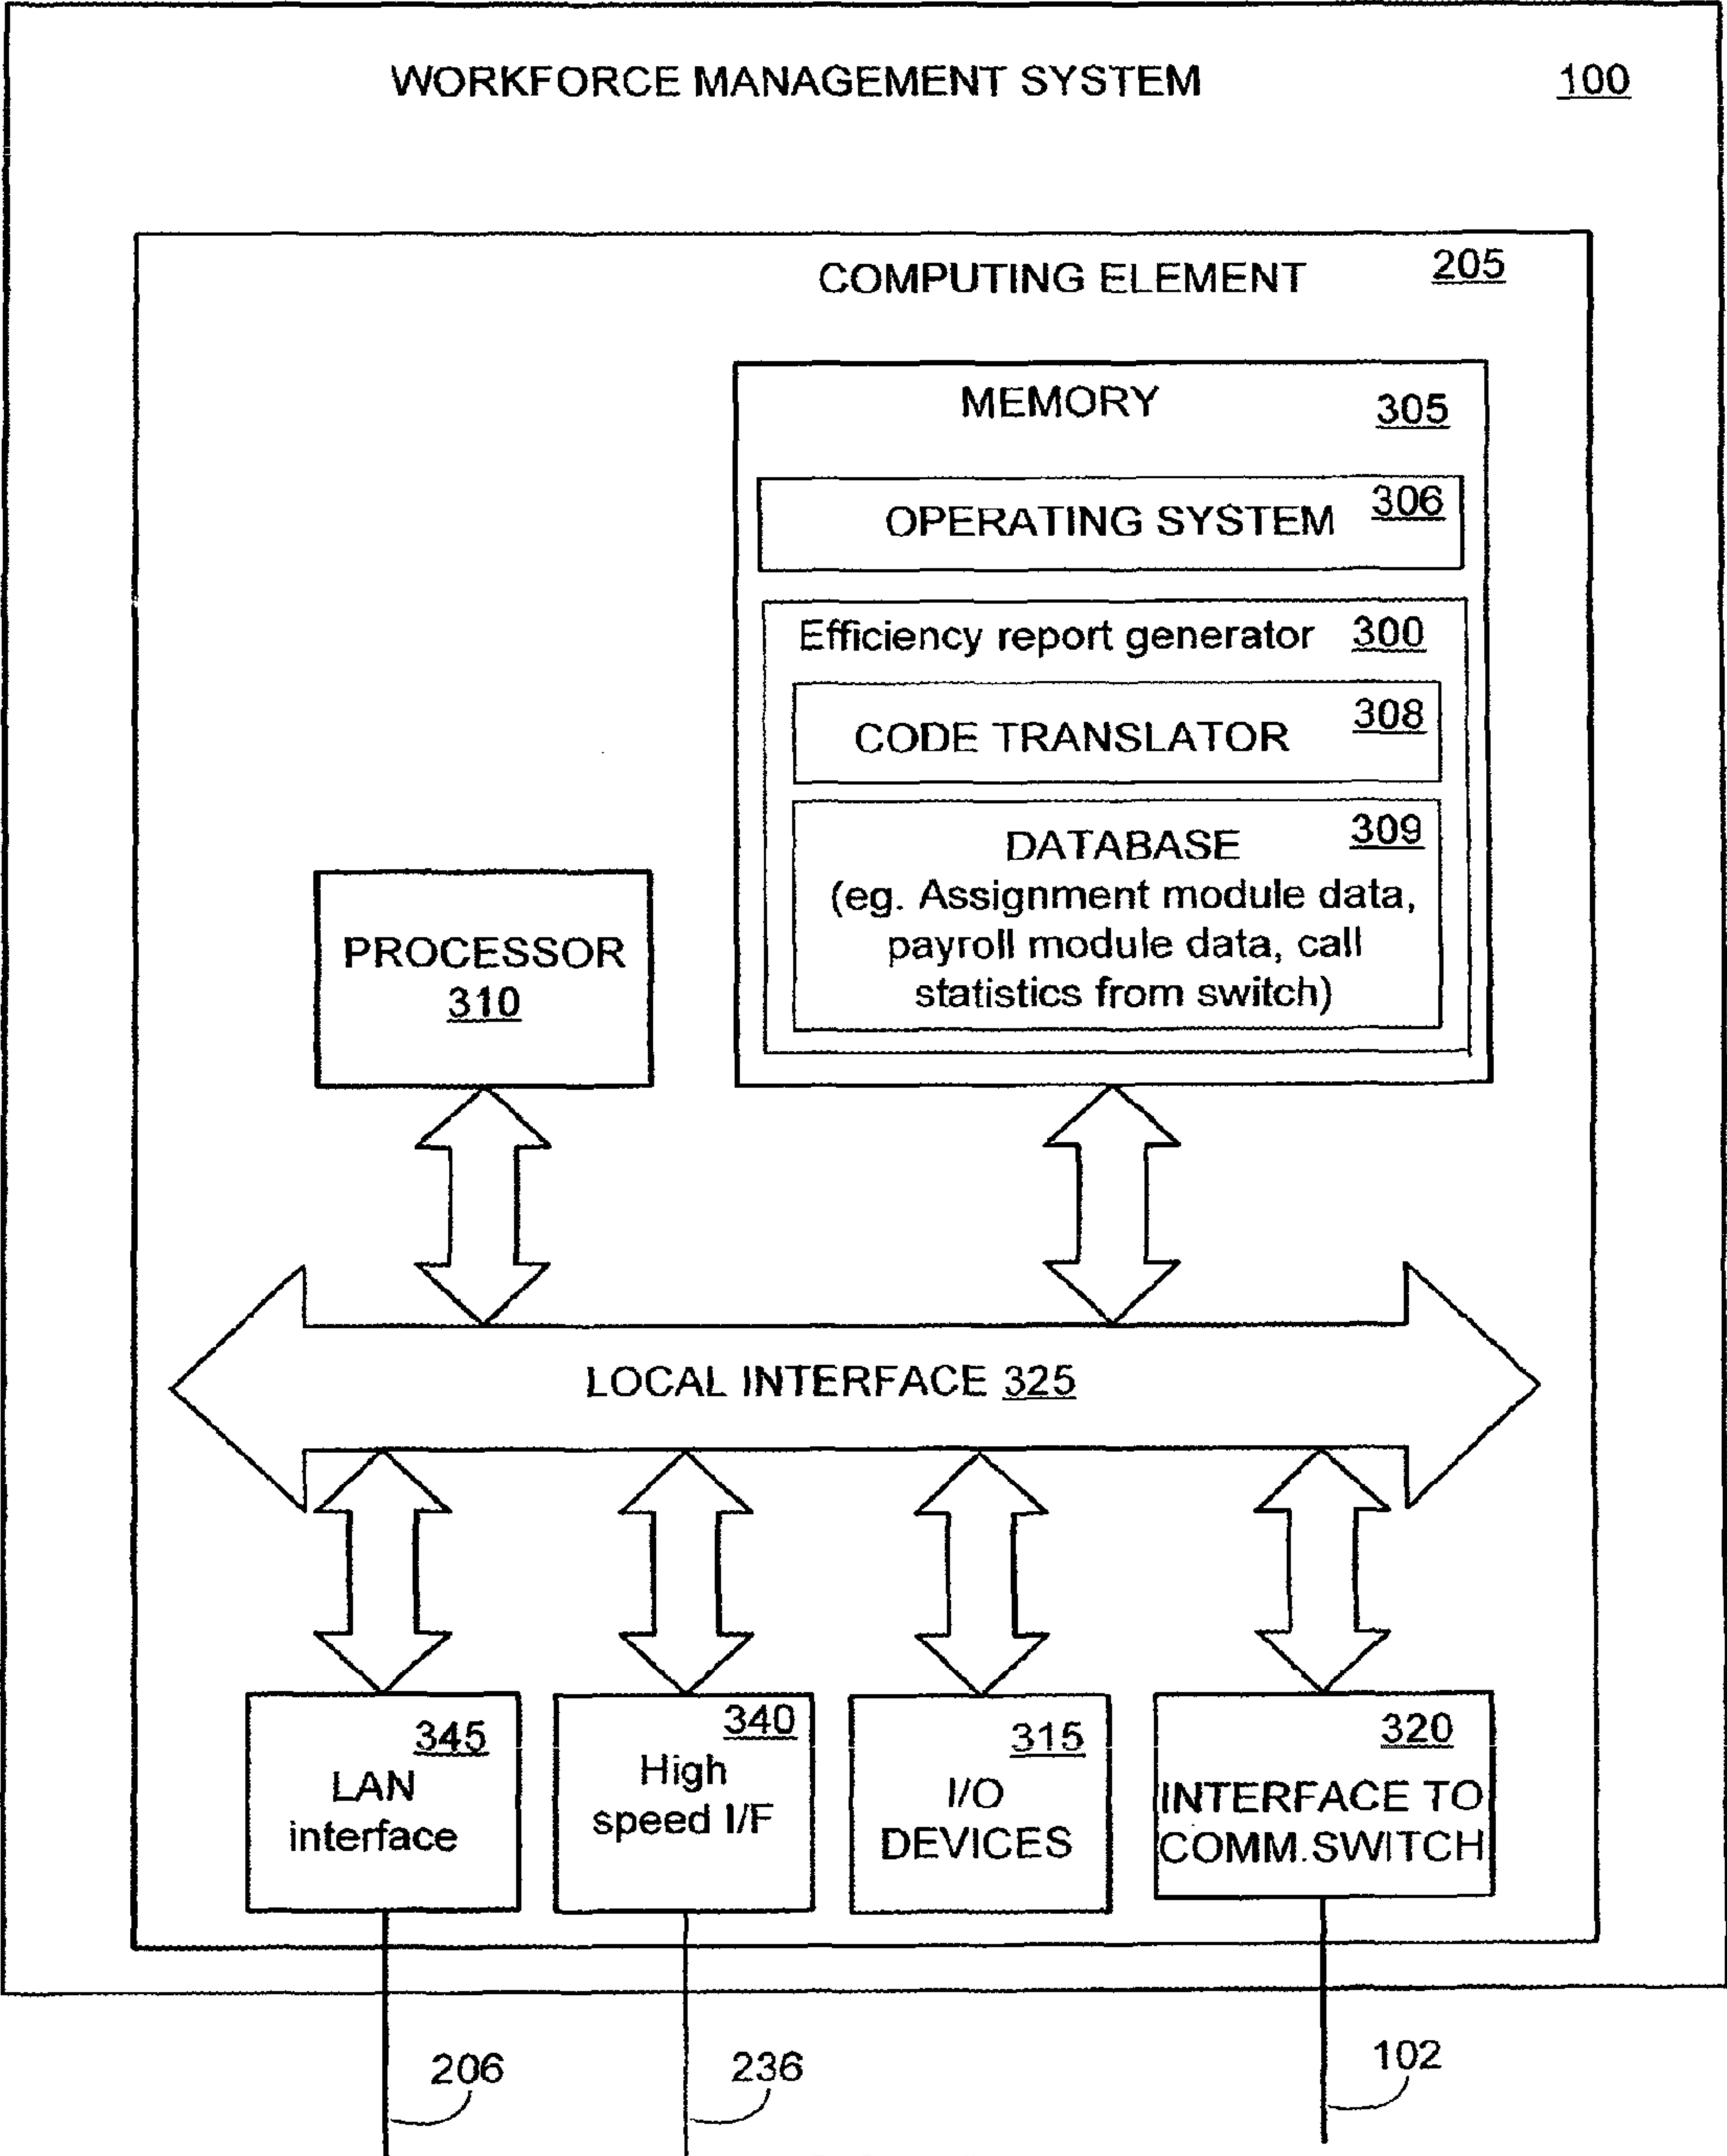 WORKFORCE MANAGEMENT SYSTEM 100
COMPUTING ELEMENT 205
MEMORY 305
OPERATING SYSTEM 306
Efficiency report generator 300
CODE TRANSLATOR 308
DATABASE 309
(eg. Assignment module data,
payroll module data, call
statistics from switch)
PROCESSOR
310
LOCAL INTERFACE 325
345
LAN
interface
340
High
speed I/F
315
I/O
DEVICES
320
INTERFACE TO
COMM.SWITCH
206
236
102